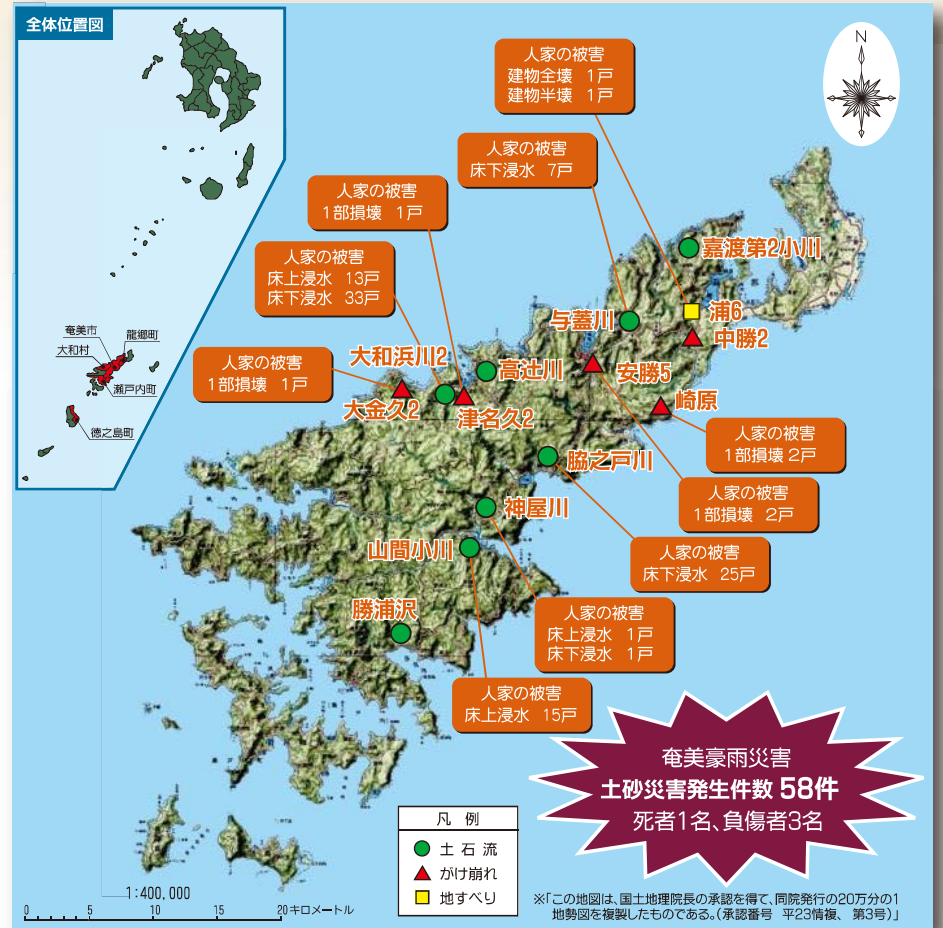 全体位置図
奄美市
龍郷町
大和村
瀬戸内町
徳之島町
N
人家の被害
建物全壊 1戸
建物半壊 1戸
人家の被害
床下浸水 7戸
人家の被害
1部損壊 1戸
人家の被害
床上浸水 13戸
床下浸水 33戸
人家の被害
1部損壊 1戸
嘉渡第2小川
浦6
中勝2
与蓋川
安勝5
崎原
高辻川
大和浜川2
大金久2
津名久2
脇之戸川
神屋川
山間小川
勝浦沢
人家の被害
1部損壊 2戸
人家の被害
1部損壊 2戸
人家の被害
床下浸水 25戸
人家の被害
床上浸水 1戸
床下浸水 1戸
人家の被害
床上浸水 15戸
奄美豪雨災害
土砂災害発生件数 58件
死者1名、負傷者3名
凡 例
土 石 流
がけ崩れ
地すべり
1:400,000
0 5 10 15 20キロメートル
※「この地図は、国土地理院長の承認を得て、同院発行の20万分の1
地勢図を複製したものである。(承認番号 平23情複、 第3号)」